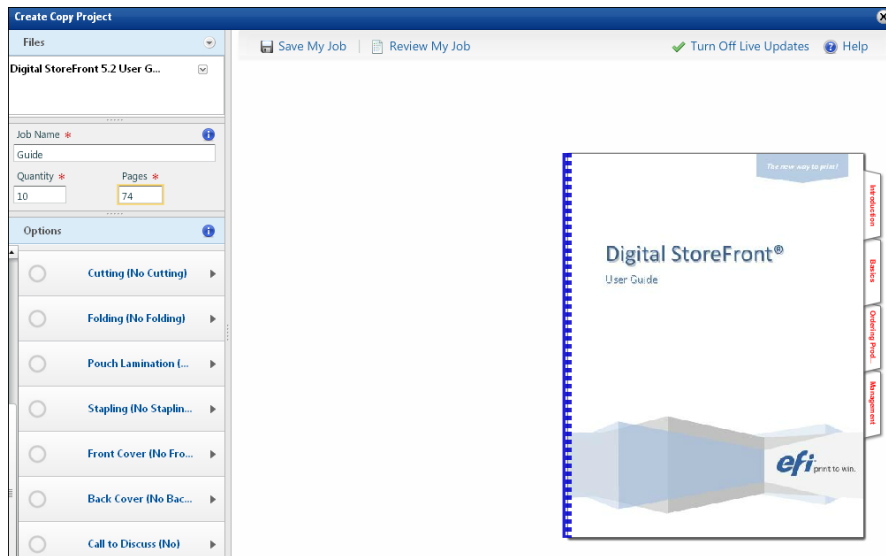 Create Copy Project
Files
Save My Job
Review My Job
Turn Off Live Updates
Help
Digital StoreFront 5.2 User G...
Job Name *
Guide
Quantity * Pages *
10 74
Options
Cutting (No Cutting)
Folding (No Folding)
Pouch Lamination (...
Stapling (No Staplin...
Front Cover (No Fro...
Back Cover (No Bac...
Call to Discuss (No)
The new way to print!
Digital StoreFront®
User Guide
Introduction
Basics
Ordering Prod...
Management
efi print to win.